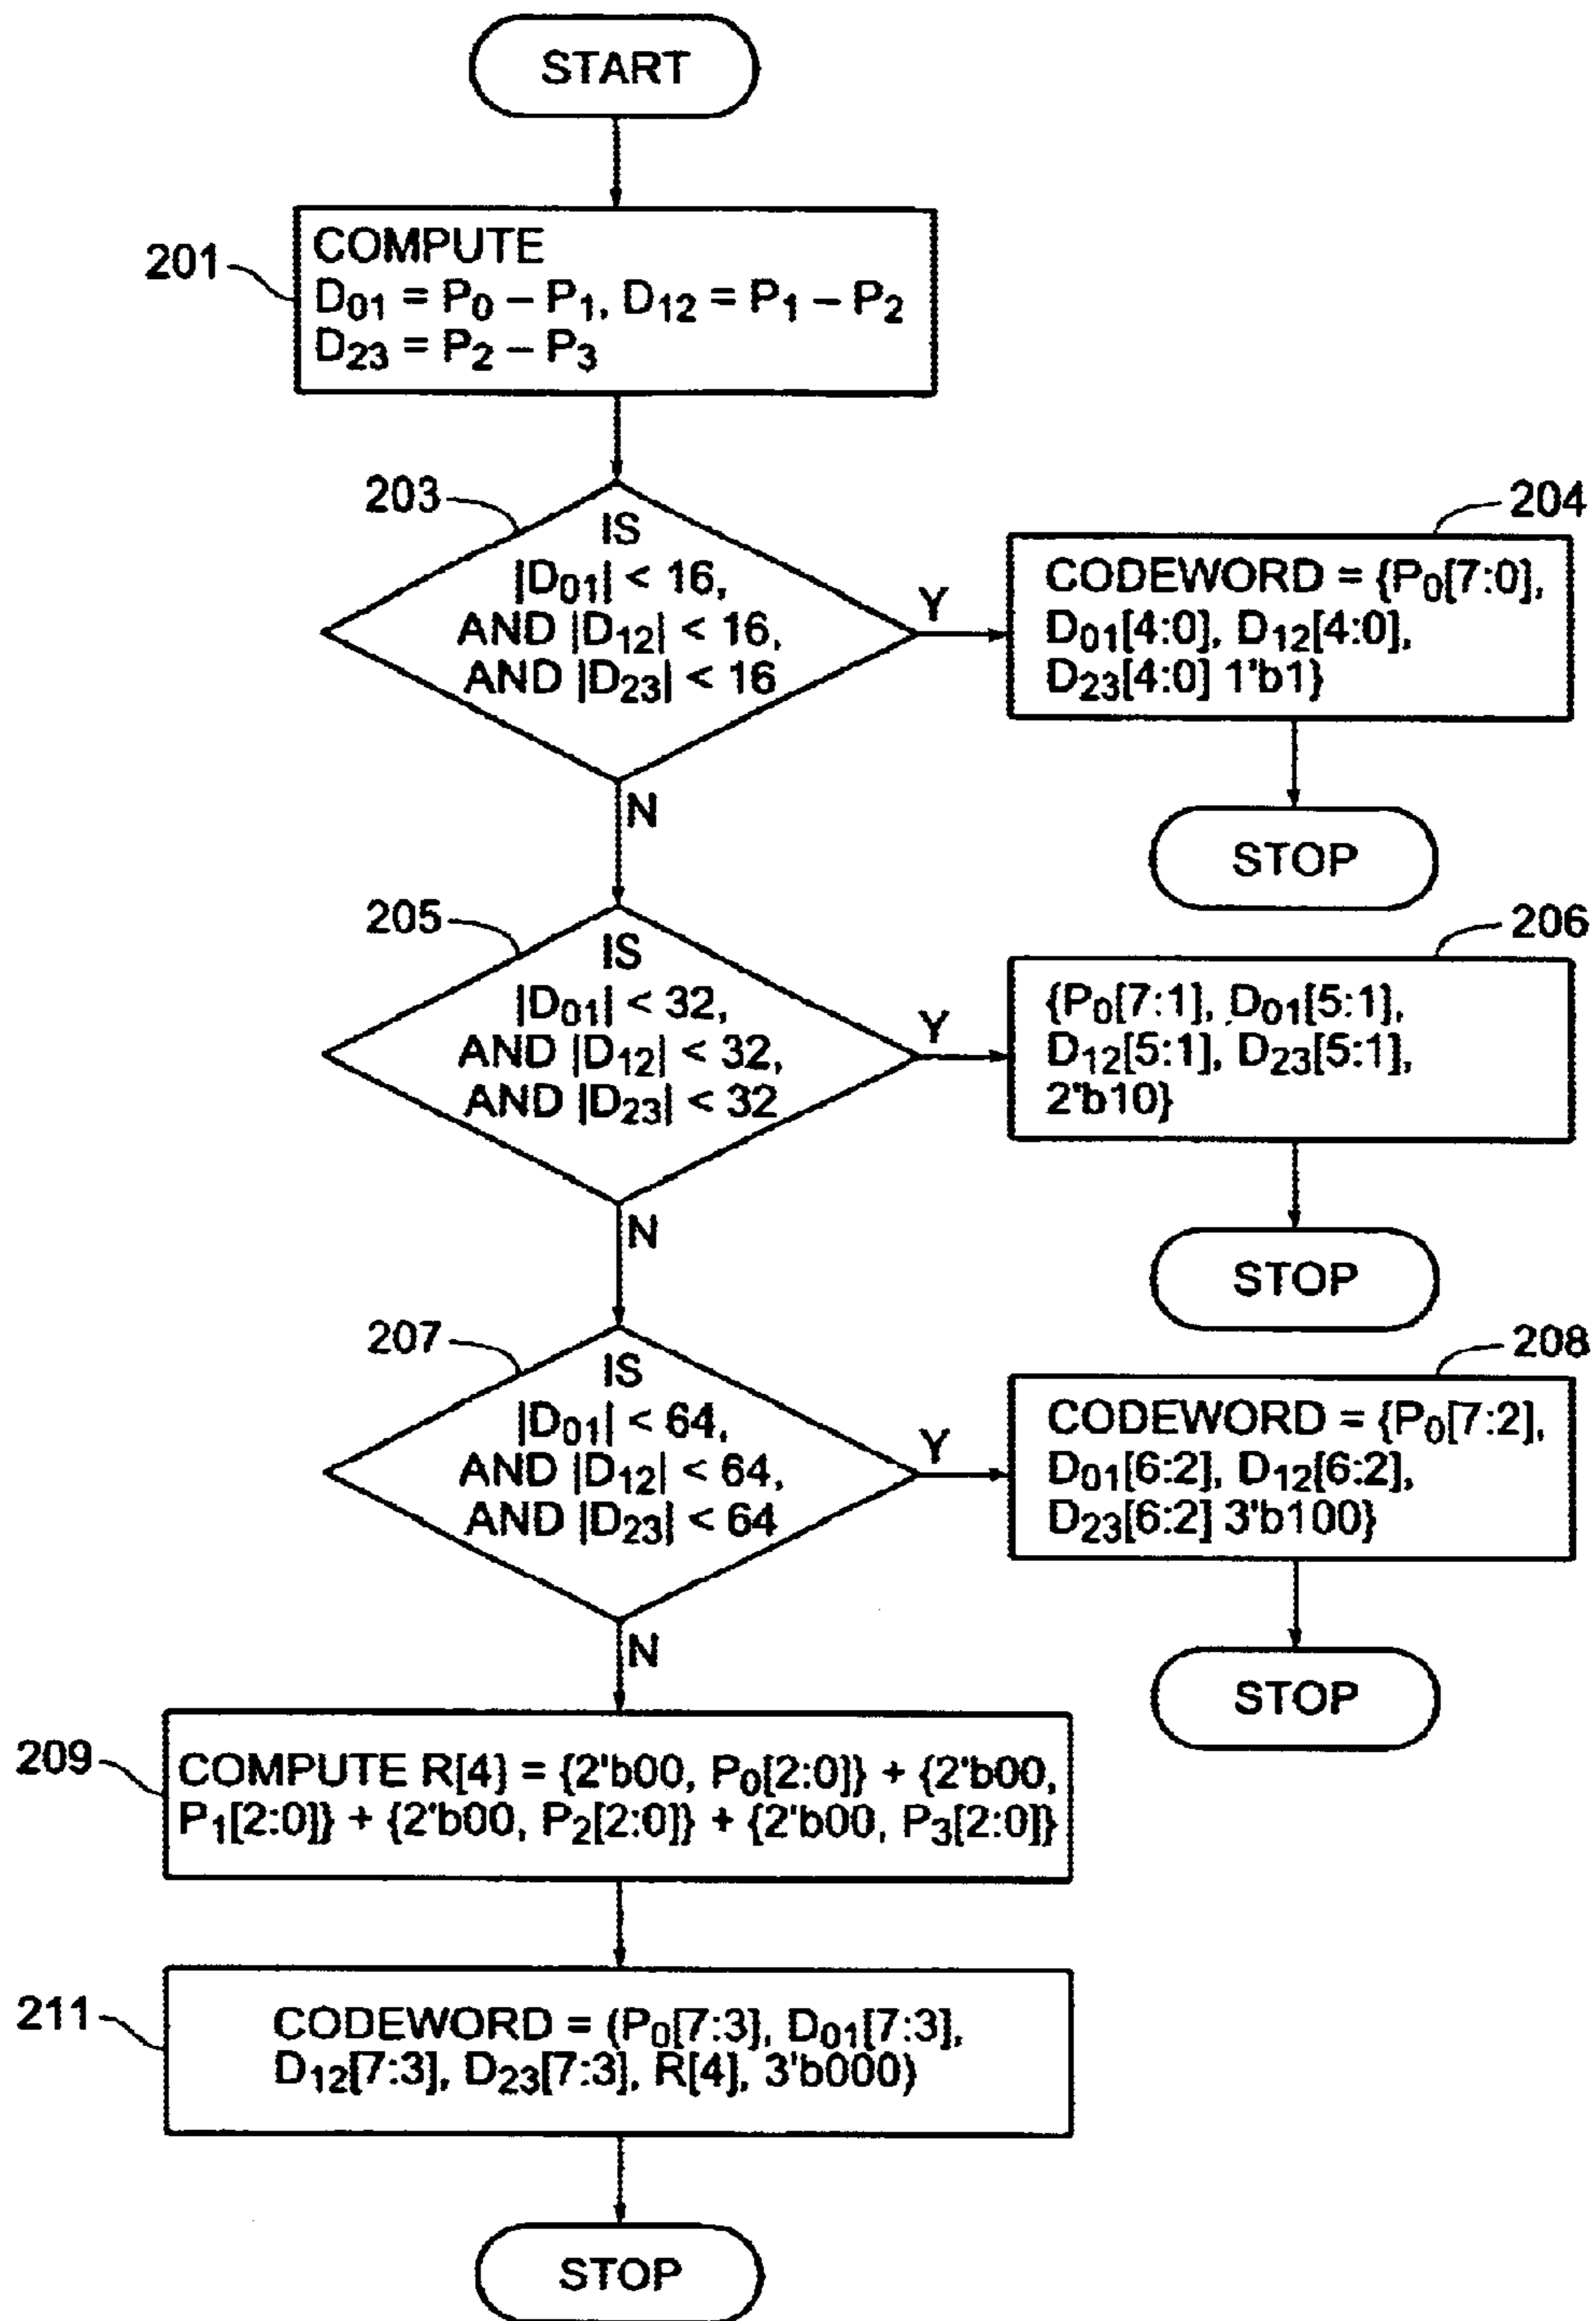 START
201
COMPUTE
D₀₁ = P₀ – P₁, D₁₂ = P₁ – P₂
D₂₃ = P₂ – P₃
203
IS
|D₀₁| < 16,
AND |D₁₂| < 16,
AND |D₂₃| < 16
Y
204
CODEWORD = {P₀[7:0],
D₀₁[4:0], D₁₂[4:0],
D₂₃[4:0] 1'b1}
STOP
N
205
IS
|D₀₁| < 32,
AND |D₁₂| < 32,
AND |D₂₃| < 32
Y
206
{P₀[7:1], D₀₁[5:1],
D₁₂[5:1], D₂₃[5:1],
2'b10}
STOP
N
207
IS
|D₀₁| < 64,
AND |D₁₂| < 64,
AND |D₂₃| < 64
Y
208
CODEWORD = {P₀[7:2],
D₀₁[6:2], D₁₂[6:2],
D₂₃[6:2] 3'b100}
STOP
N
209
COMPUTE R[4] = {2'b00, P₀[2:0]} + {2'b00,
P₁[2:0]} + {2'b00, P₂[2:0]} + {2'b00, P₃[2:0]}
211
CODEWORD = (P₀[7:3], D₀₁[7:3],
D₁₂[7:3], D₂₃[7:3], R[4], 3'b000)
STOP